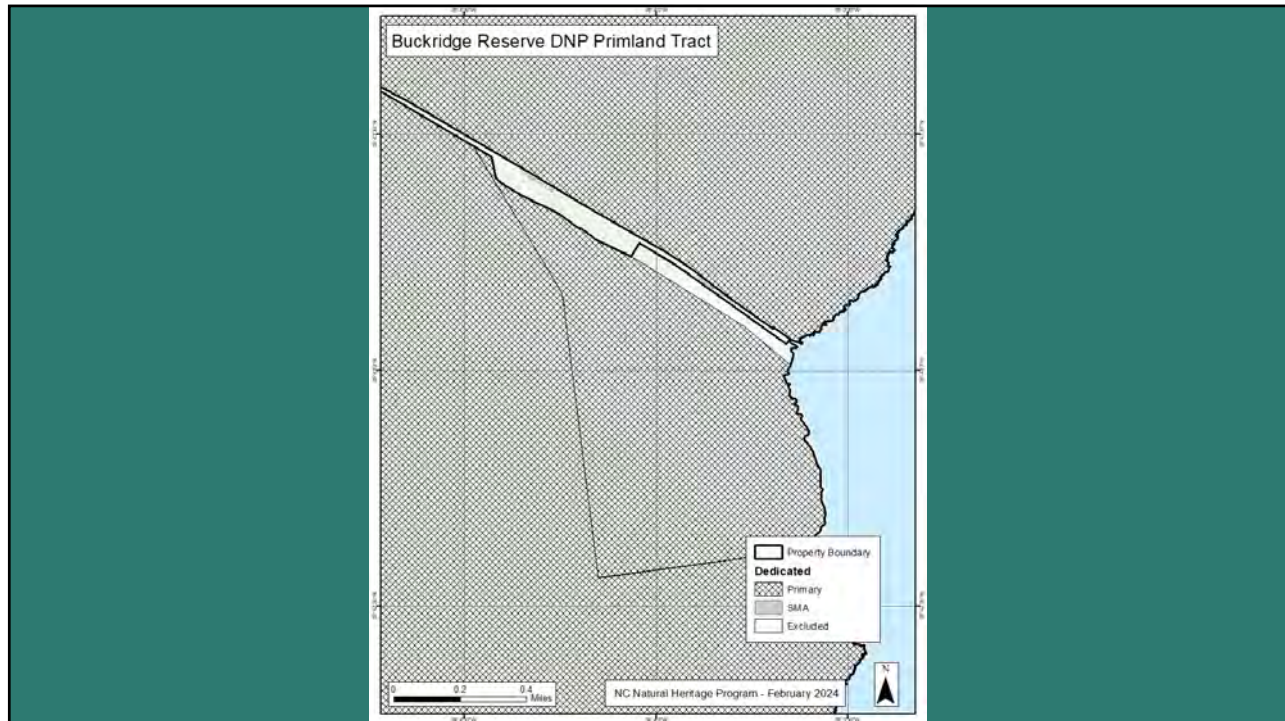 Buckridge Reserve DNP Primland Tract
Property Boundary
Dedicated
Primary
SMA
Excluded
0 0.2 0.4
Miles
NC Natural Heritage Program - February 2024
N